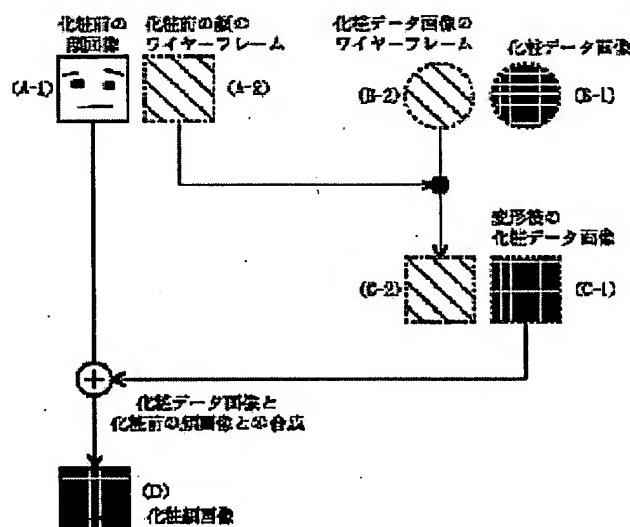 化粧前の
顔画像
(A-1)
化粧前の顔の
ワイヤーフレーム
(A-2)
化粧データ画像の
ワイヤーフレーム
(B-2)
化粧データ画像
(B-1)
変形後の
化粧データ画像
(C-2)
(C-1)
化粧データ画像と
化粧前の顔画像との合成
(D)
化粧顔画像